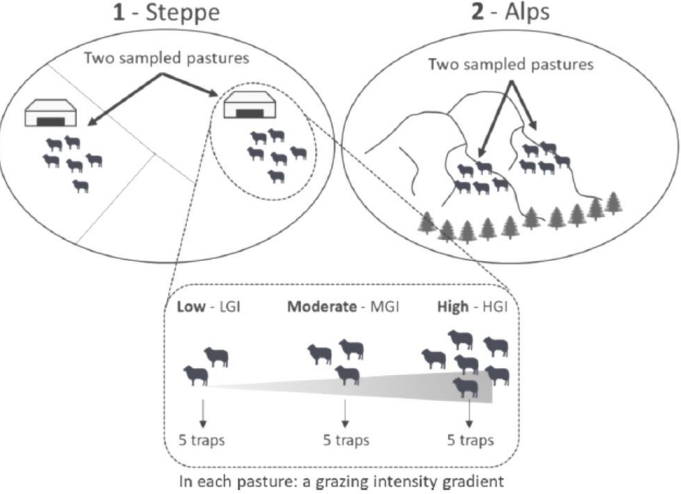 1 - Steppe
2 - Alps
Two sampled pastures
Two sampled pastures
Low - LGI
Moderate - MGI
High - HGI
5 traps
5 traps
5 traps
In each pasture: a grazing intensity gradient